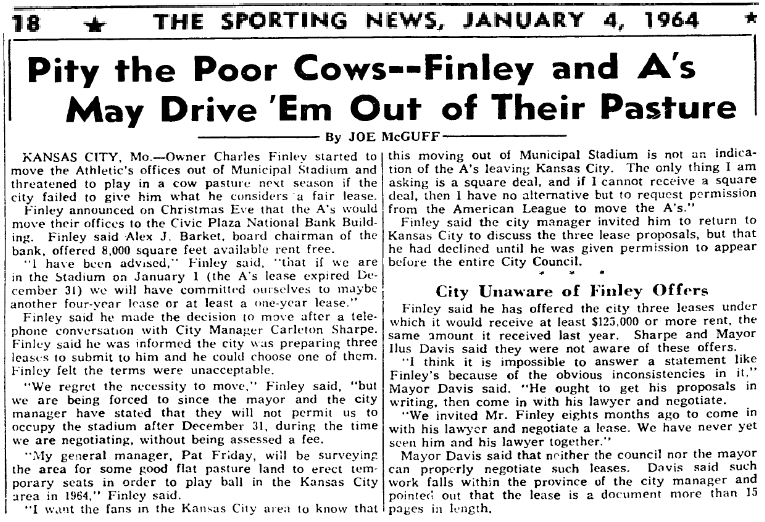 18 ★ THE SPORTING NEWS, JANUARY 4, 1964 ★
Pity the Poor Cows--Finley and A's
May Drive 'Em Out of Their Pasture
By JOE McGUFF
KANSAS CITY, Mo.—Owner Charles Finley started to
move the Athletic's offices out of Municipal Stadium and
threatened to play in a cow pasture next season if the
city failed to give him what he considers a fair lease.
Finley announced on Christmas Eve that the A's would
move their offices to the Civic Plaza National Bank Build-
ing. Finley said Alex J. Barket, board chairman of the
bank, offered 8,000 square feet available rent free.
"I have been advised," Finley said, "that if we are
in the Stadium on January 1 (the A's lease expired De-
cember 31) we will have committed ourselves to maybe
another four-year lease or at least a one-year lease."
Finley said he made the decision to move after a tele-
phone conversation with City Manager Carleton Sharpe.
Finley said he was informed the city was preparing three
leases to submit to him and he could choose one of them.
Finley felt the terms were unacceptable.
"We regret the necessity to move," Finley said, "but
we are being forced to since the mayor and the city
manager have stated that they will not permit us to
occupy the stadium after December 31, during the time
we are negotiating, without being assessed a fee.
"My general manager, Pat Friday, will be surveying
the area for some good flat pasture land to erect tem-
porary seats in order to play ball in the Kansas City
area in 1964," Finley said.
"I want the fans in the Kansas City area to know that
this moving out of Municipal Stadium is not an indica-
tion of the A's leaving Kansas City. The only thing I am
asking is a square deal, and if I cannot receive a square
deal, then I have no alternative but to request permission
from the American League to move the A's."
Finley said the city manager invited him to return to
Kansas City to discuss the three lease proposals, but that
he had declined until he was given permission to appear
before the entire City Council.
* * *
City Unaware of Finley Offers
Finley said he has offered the city three leases under
which it would receive at least $125,000 or more rent, the
same amount it received last year. Sharpe and Mayor
Ilus Davis said they were not aware of these offers.
"I think it is impossible to answer a statement like
Finley's because of the obvious inconsistencies in it,"
Mayor Davis said. "He ought to get his proposals in
writing, then come in with his lawyer and negotiate.
"We invited Mr. Finley eights months ago to come in
with his lawyer and negotiate a lease. We have never yet
seen him and his lawyer together."
Mayor Davis said that neither the council nor the mayor
can properly negotiate such leases. Davis said such
work falls within the province of the city manager and
pointed out that the lease is a document more than 15
pages in length.